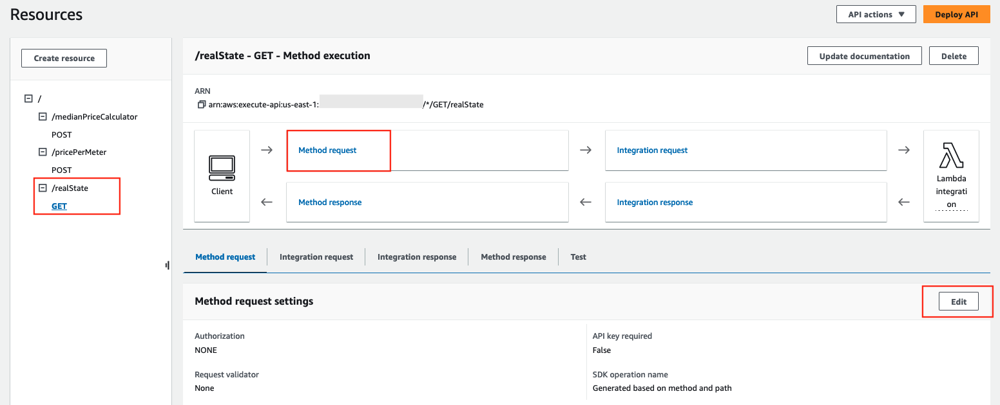 Resources
API actions ▼
Deploy API
Create resource
/
/medianPriceCalculator
POST
/pricePerMeter
POST
/realState
GET
/realState - GET - Method execution
Update documentation
Delete
ARN
arn:aws:execute-api:us-east-1:
/*/GET/realState
Client
Method request
Integration request
Method response
Integration response
Lambda
integrati
on
Method request
Integration request
Integration response
Method response
Test
Method request settings
Edit
Authorization
NONE
API key required
False
Request validator
None
SDK operation name
Generated based on method and path